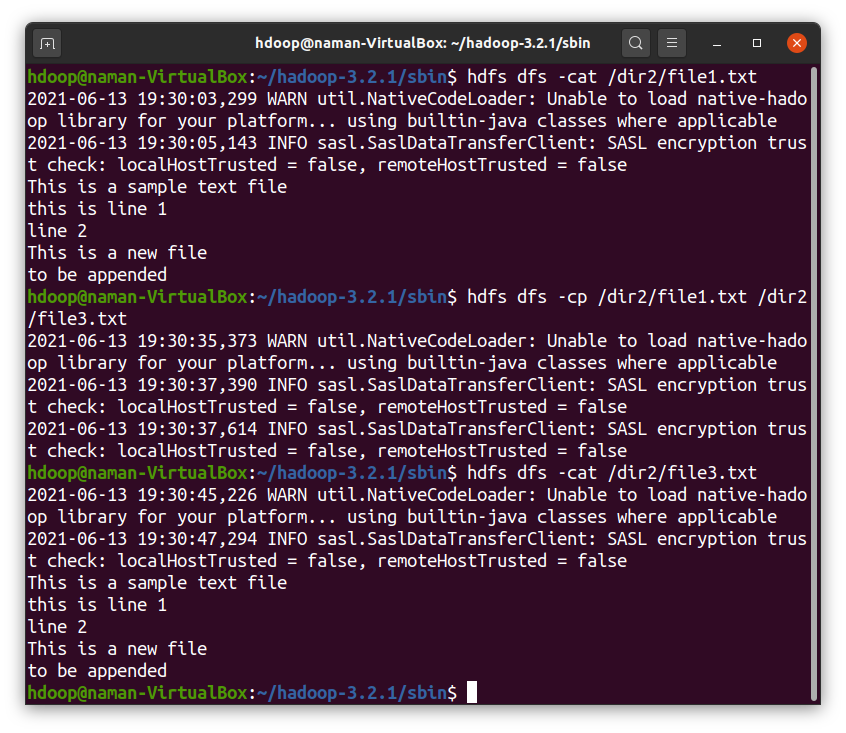 hdoop@naman-VirtualBox: ~/hadoop-3.2.1/sbin
hdoop@naman-VirtualBox:~/hadoop-3.2.1/sbin$ hdfs dfs -cat /dir2/file1.txt
2021-06-13 19:30:03,299 WARN util.NativeCodeLoader: Unable to load native-hado
op library for your platform... using builtin-java classes where applicable
2021-06-13 19:30:05,143 INFO sasl.SaslDataTransferClient: SASL encryption trus
t check: localHostTrusted = false, remoteHostTrusted = false
This is a sample text file
this is line 1
line 2
This is a new file
to be appended
hdoop@naman-VirtualBox:~/hadoop-3.2.1/sbin$ hdfs dfs -cp /dir2/file1.txt /dir2
/file3.txt
2021-06-13 19:30:35,373 WARN util.NativeCodeLoader: Unable to load native-hado
op library for your platform... using builtin-java classes where applicable
2021-06-13 19:30:37,390 INFO sasl.SaslDataTransferClient: SASL encryption trus
t check: localHostTrusted = false, remoteHostTrusted = false
2021-06-13 19:30:37,614 INFO sasl.SaslDataTransferClient: SASL encryption trus
t check: localHostTrusted = false, remoteHostTrusted = false
hdoop@naman-VirtualBox:~/hadoop-3.2.1/sbin$ hdfs dfs -cat /dir2/file3.txt
2021-06-13 19:30:45,226 WARN util.NativeCodeLoader: Unable to load native-hado
op library for your platform... using builtin-java classes where applicable
2021-06-13 19:30:47,294 INFO sasl.SaslDataTransferClient: SASL encryption trus
t check: localHostTrusted = false, remoteHostTrusted = false
This is a sample text file
this is line 1
line 2
This is a new file
to be appended
hdoop@naman-VirtualBox:~/hadoop-3.2.1/sbin$